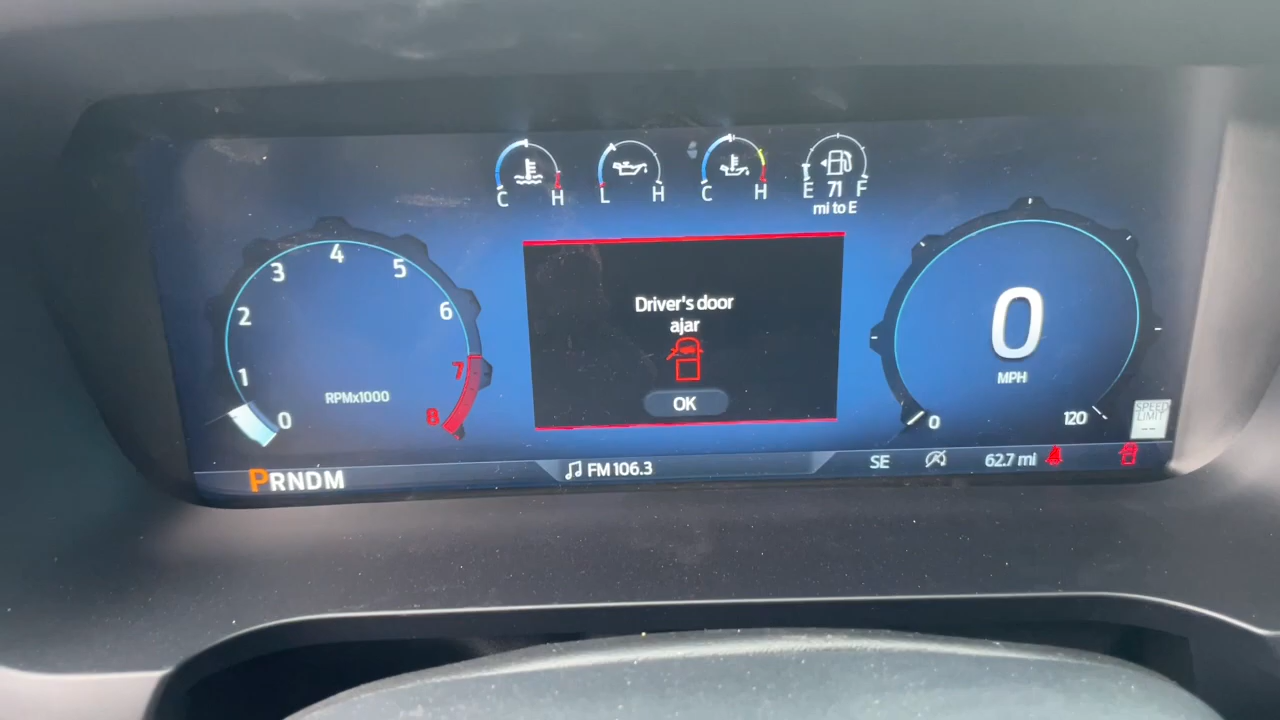 C H
L H
C H
E 71 F
mi to E
0
1
2
3
4
5
6
7
8
RPMx1000
Driver's door
ajar
OK
0
MPH
0
120
SPEED
LIMIT
--
PRNDM
FM 106.3
SE
62.7 mi